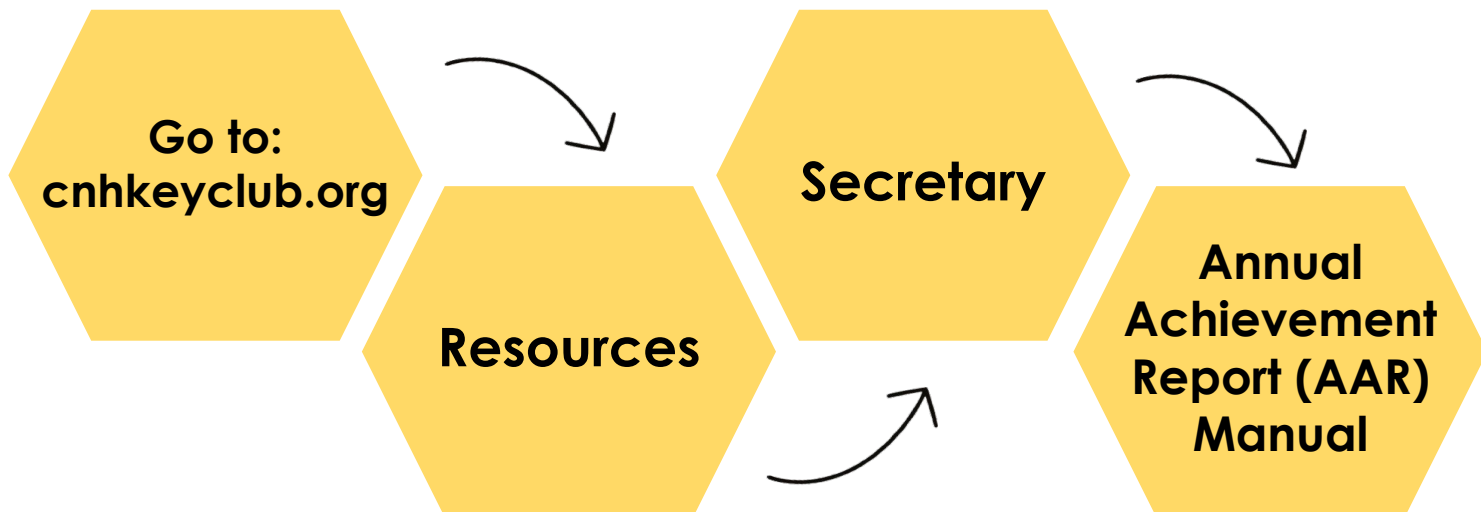 Go to:
cnhkeyclub.org
Resources
Secretary
Annual
Achievement
Report (AAR)
Manual